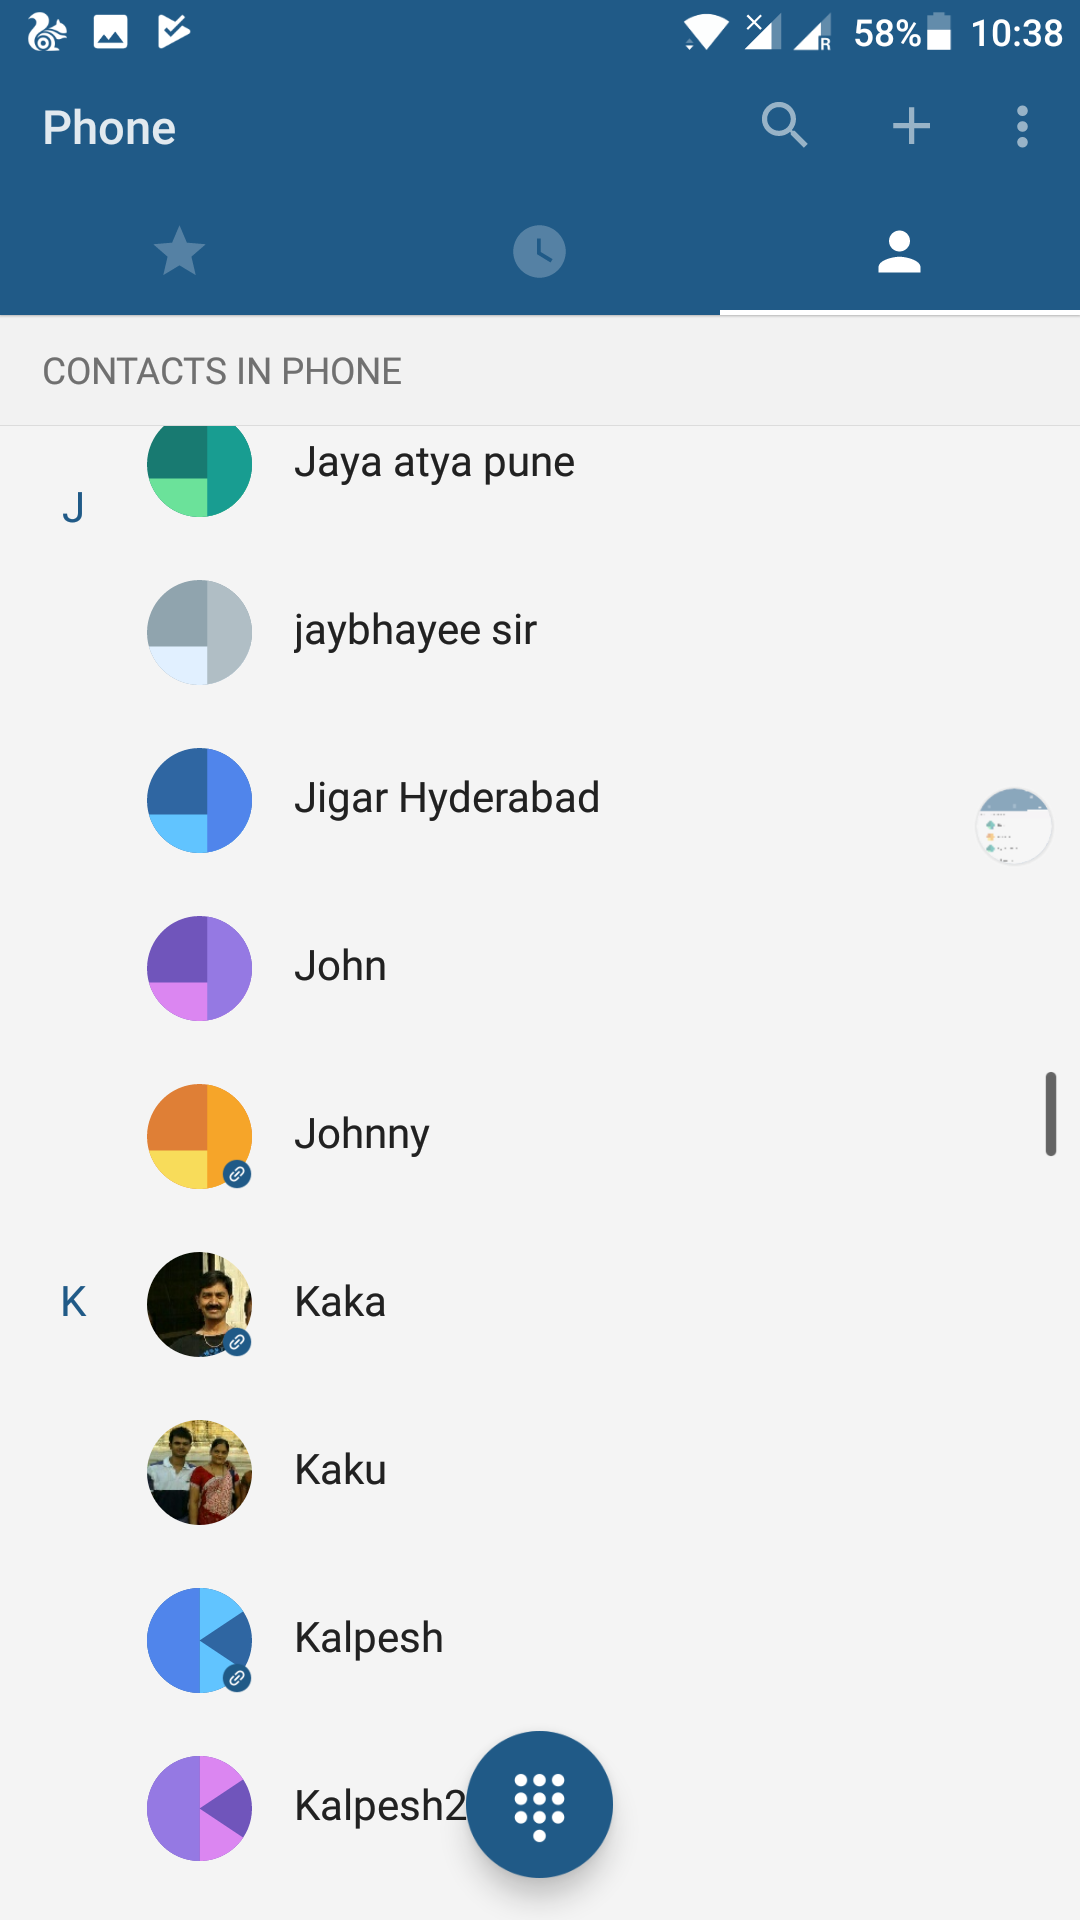 58% 10:38
Phone
CONTACTS IN PHONE
J
Jaya atya pune
jaybhayee sir
Jigar Hyderabad
John
Johnny
K
Kaka
Kaku
Kalpesh
Kalpesh2